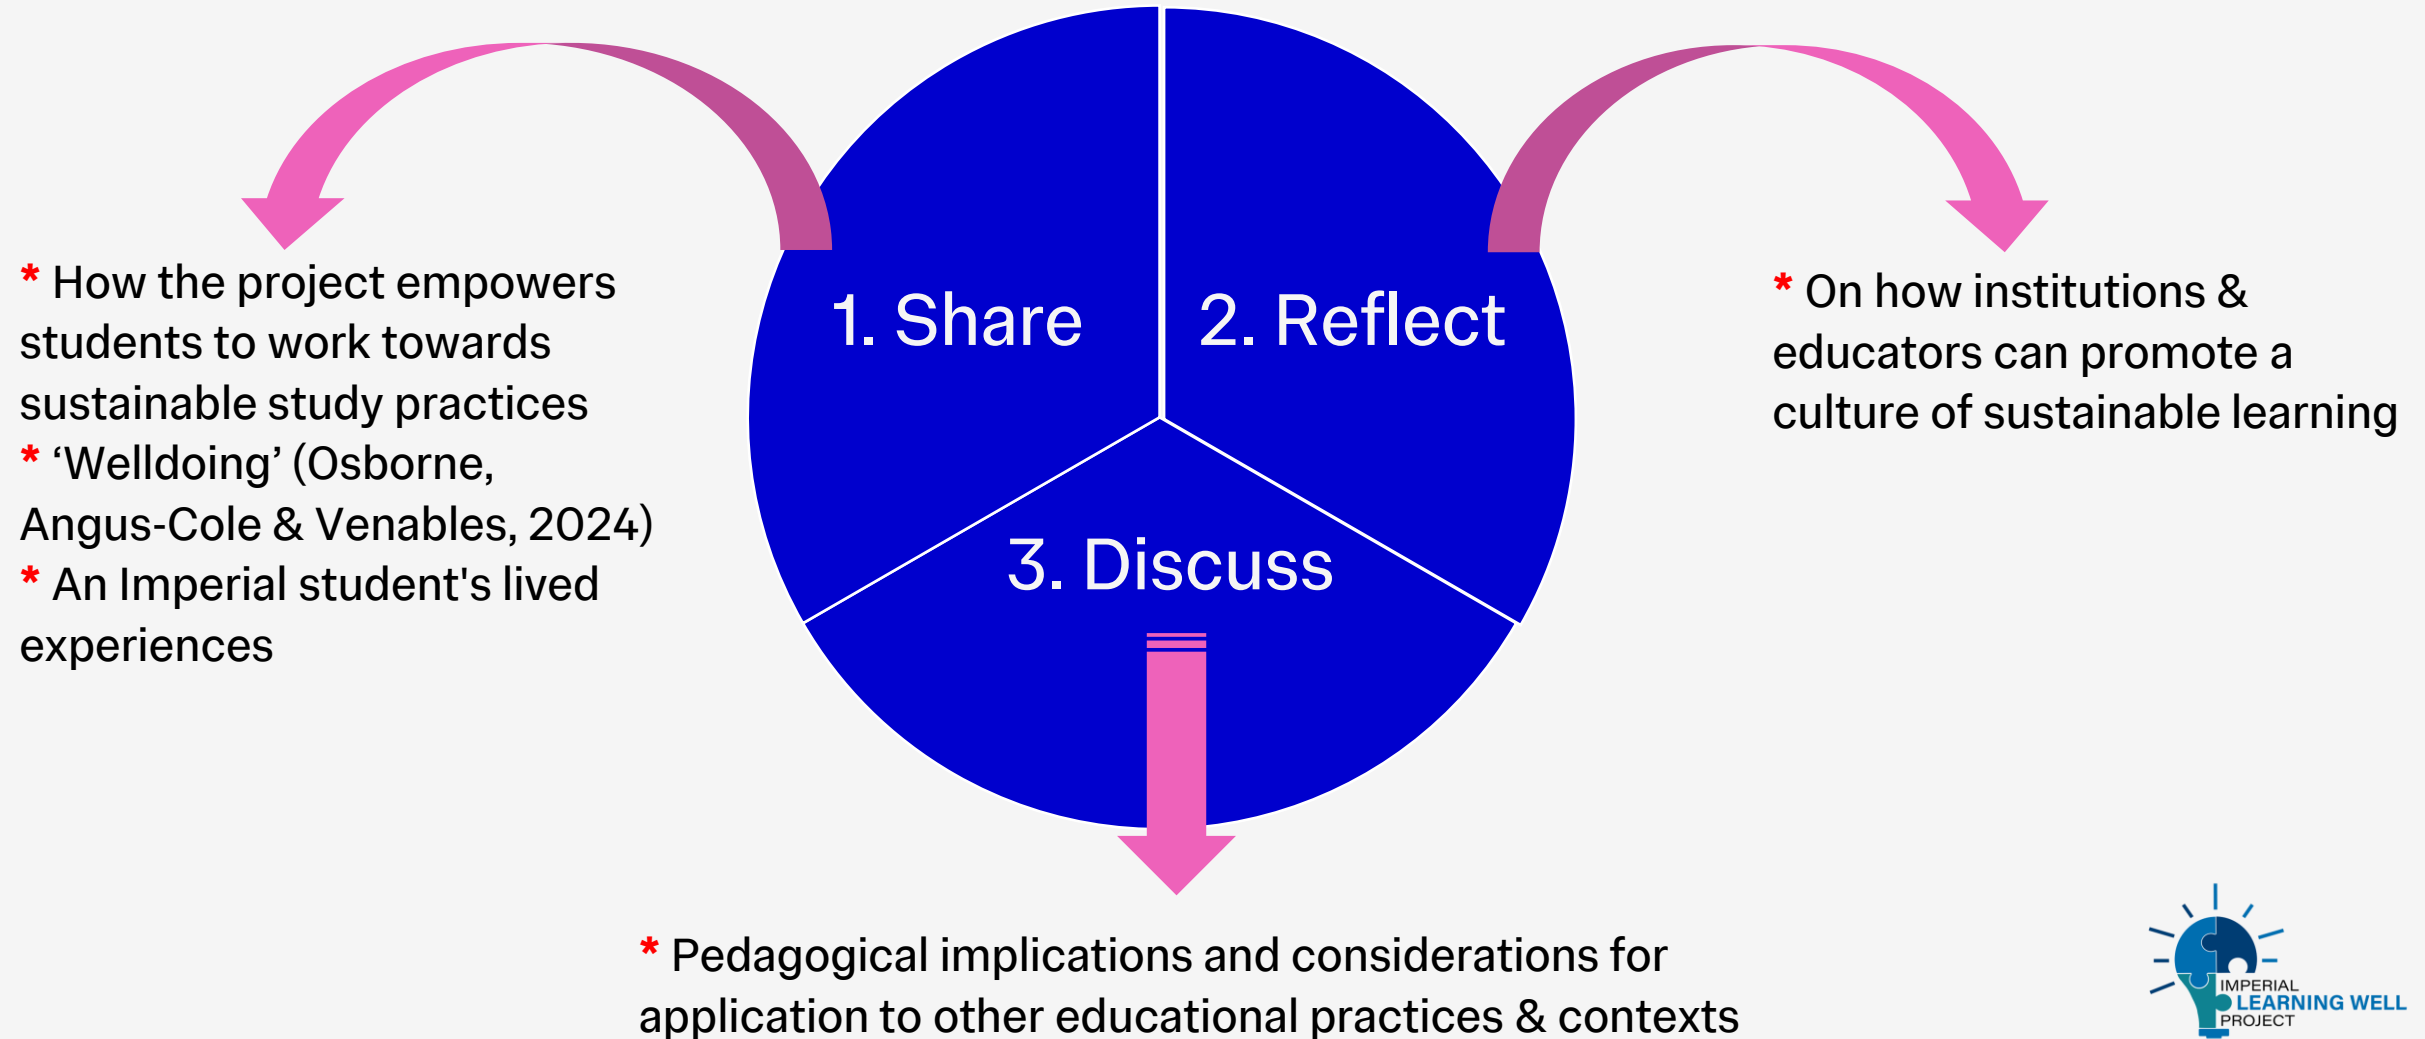 1. Share
* How the project empowers
students to work towards
sustainable study practices
* ‘Welldoing’ (Osborne,
Angus-Cole & Venables, 2024)
* An Imperial student's lived
experiences
2. Reflect
* On how institutions &
educators can promote a
culture of sustainable learning
3. Discuss
* Pedagogical implications and considerations for
application to other educational practices & contexts
IMPERIAL
LEARNING WELL
PROJECT